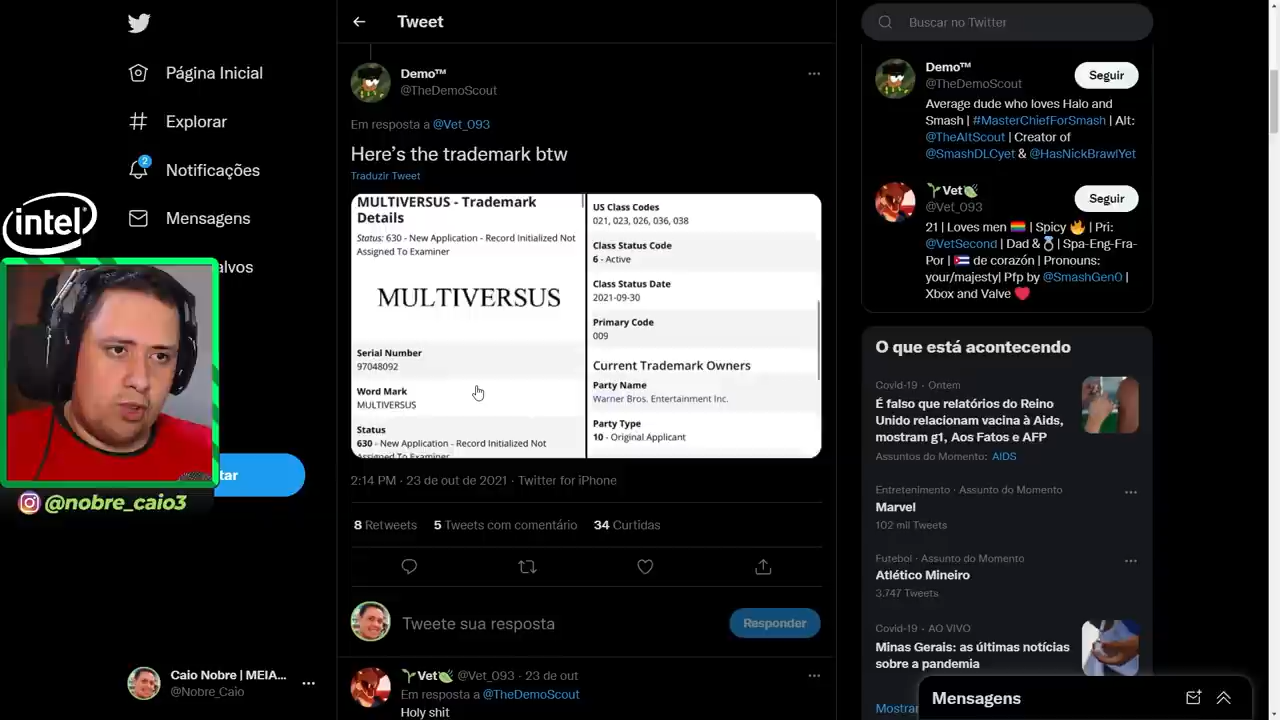 Tweet
Buscar no Twitter
Página Inicial
Explorar
2
Notificações
Mensagens
alvos
tar
intel
@nobre_caio3
Caio Nobre | MEIA...
@Nobre_Caio
Demo™
@TheDemoScout
Em resposta a @Vet_093
Here's the trademark btw
Traduzir Tweet
MULTIVERSUS - Trademark
Details
Status: 630 - New Application - Record Initialized Not
Assigned To Examiner
MULTIVERSUS
Serial Number
97048092
Word Mark
MULTIVERSUS
Status
630 - New Application - Record Initialized Not
Assigned To Examiner
US Class Codes
021, 023, 026, 036, 038
Class Status Code
6 - Active
Class Status Date
2021-09-30
Primary Code
009
Current Trademark Owners
Party Name
Warner Bros. Entertainment Inc.
Party Type
10 - Original Applicant
2:14 PM · 23 de out de 2021 · Twitter for iPhone
8 Retweets 5 Tweets com comentário 34 Curtidas
Tweete sua resposta
Responder
Vet @Vet_093 · 23 de out
Em resposta a @TheDemoScout
Holy shit
Demo™
@TheDemoScout
Seguir
Average dude who loves Halo and
Smash | #MasterChiefForSmash | Alt:
@TheAltScout | Creator of
@SmashDLCyet & @HasNickBrawlYet
Vet
@Vet_093
Seguir
21 | Loves men | Spicy | Pri:
@VetSecond | Dad & | Spa-Eng-Fra-
Por | de corazón | Pronouns:
your/majesty| Pfp by @SmashGen0 |
Xbox and Valve
O que está acontecendo
Covid-19 · Ontem
É falso que relatórios do Reino
Unido relacionam vacina à Aids,
mostram g1, Aos Fatos e AFP
Assuntos do Momento: AIDS
Entretenimento · Assunto do Momento
Marvel
102 mil Tweets
Futebol · Assunto do Momento
Atlético Mineiro
3.747 Tweets
Covid-19 · AO VIVO
Minas Gerais: as últimas notícias
sobre a pandemia
Mostrar
Mensagens